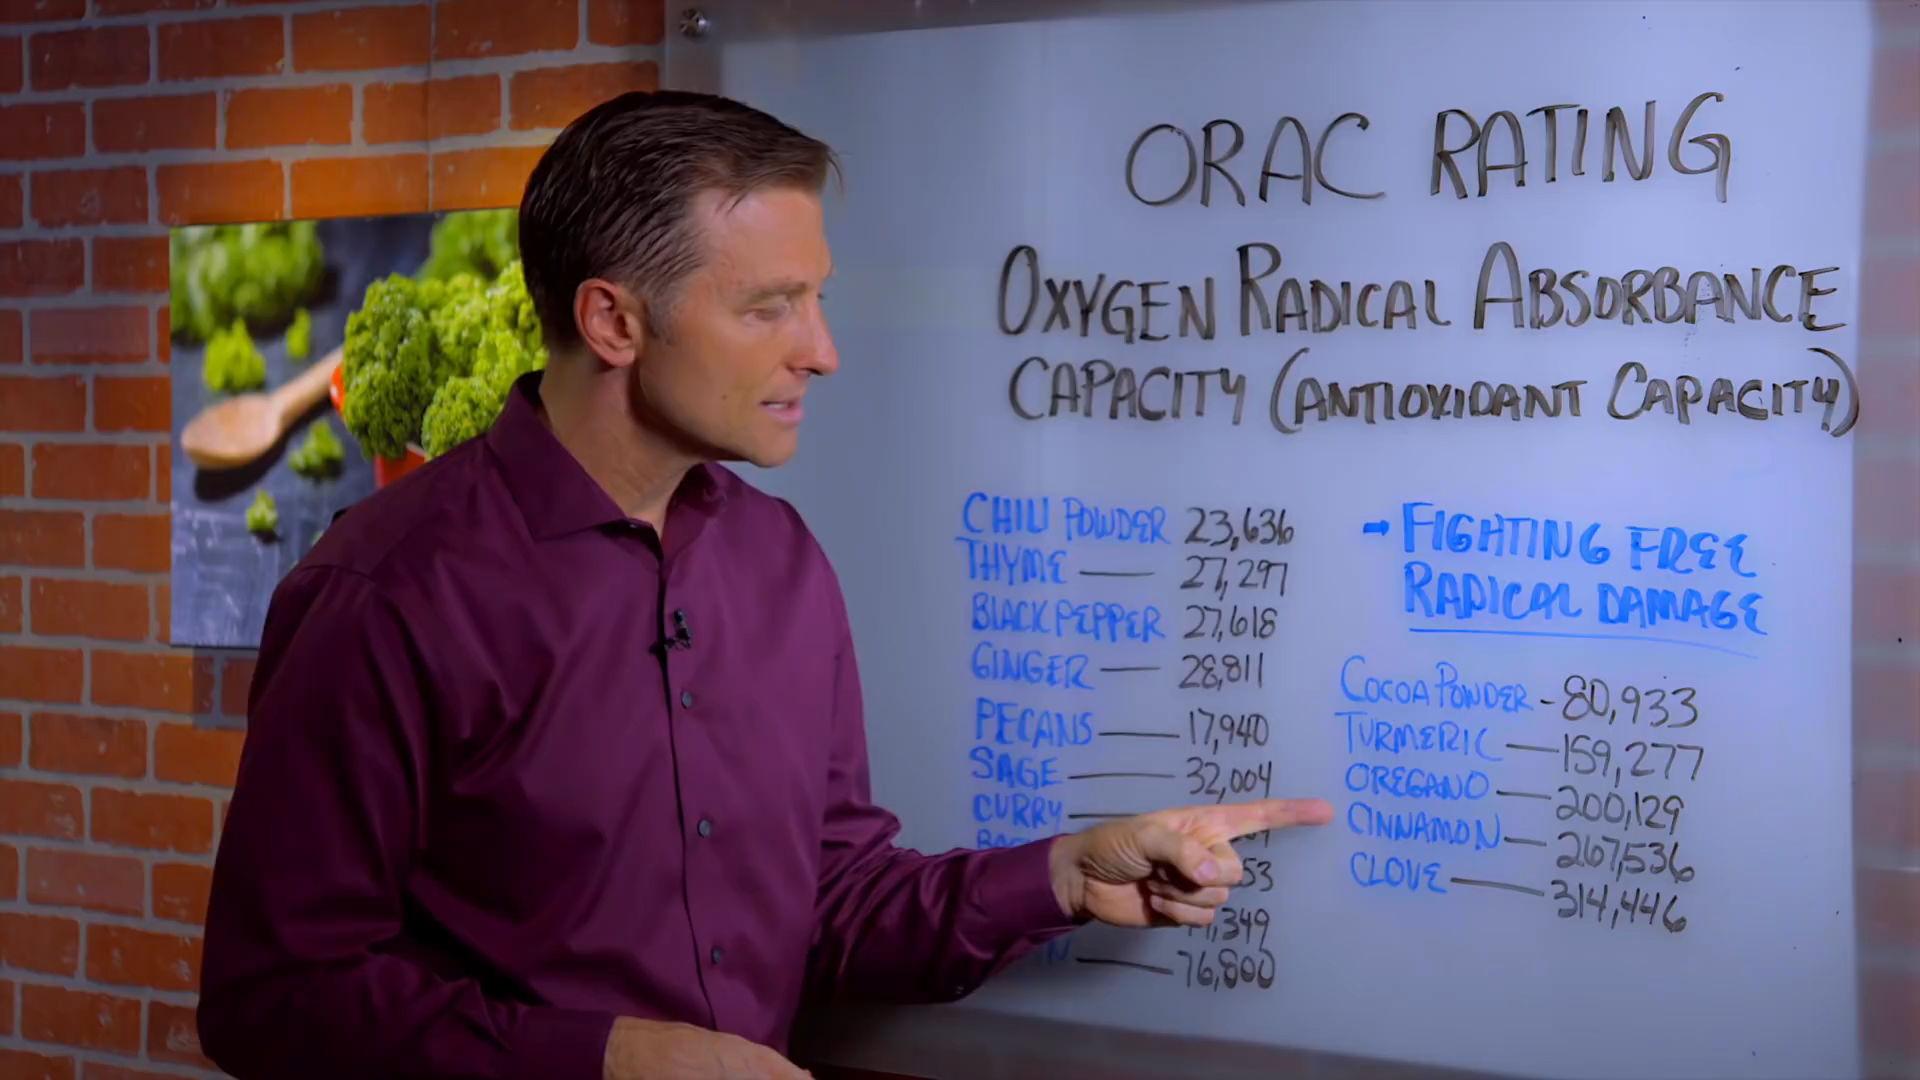 ORAC RATING
OXYGEN RADICAL ABSORBANCE
CAPACITY (ANTIOXIDANT CAPACITY)
CHILI POWDER 23,636
THYME — 27,297
BLACK PEPPER 27,618
GINGER — 28,811
PECANS — 17,940
SAGE — 32,004
CURRY —
53
,349
— 76,800
→ FIGHTING FREE
RADICAL DAMAGE
COCOA POWDER - 80,933
TURMERIC — 159,277
OREGANO — 200,129
CINNAMON — 267,536
CLOVE — 314,446